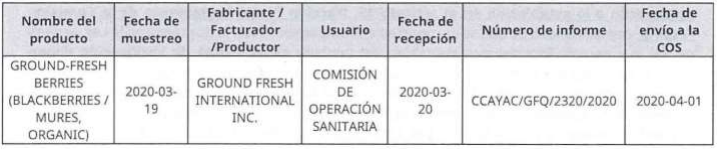 Nombre del producto
Fecha de muestreo
Fabricante / Facturador /Productor
Usuario
Fecha de recepción
Número de informe
Fecha de envío a la COS
GROUND-FRESH
BERRIES
(BLACKBERRIES /
MURES,
ORGANIC)
2020-03-
19
GROUND FRESH
INTERNATIONAL
INC.
COMISIÓN
DE
OPERACIÓN
SANITARIA
2020-03-
20
CCAYAC/GFQ/2320/2020
2020-04-01